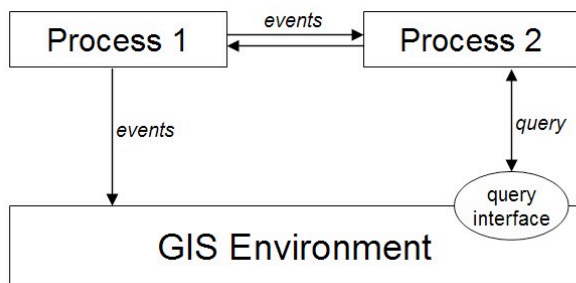 events
Process 1
Process 2
events
query
query
interface
GIS Environment